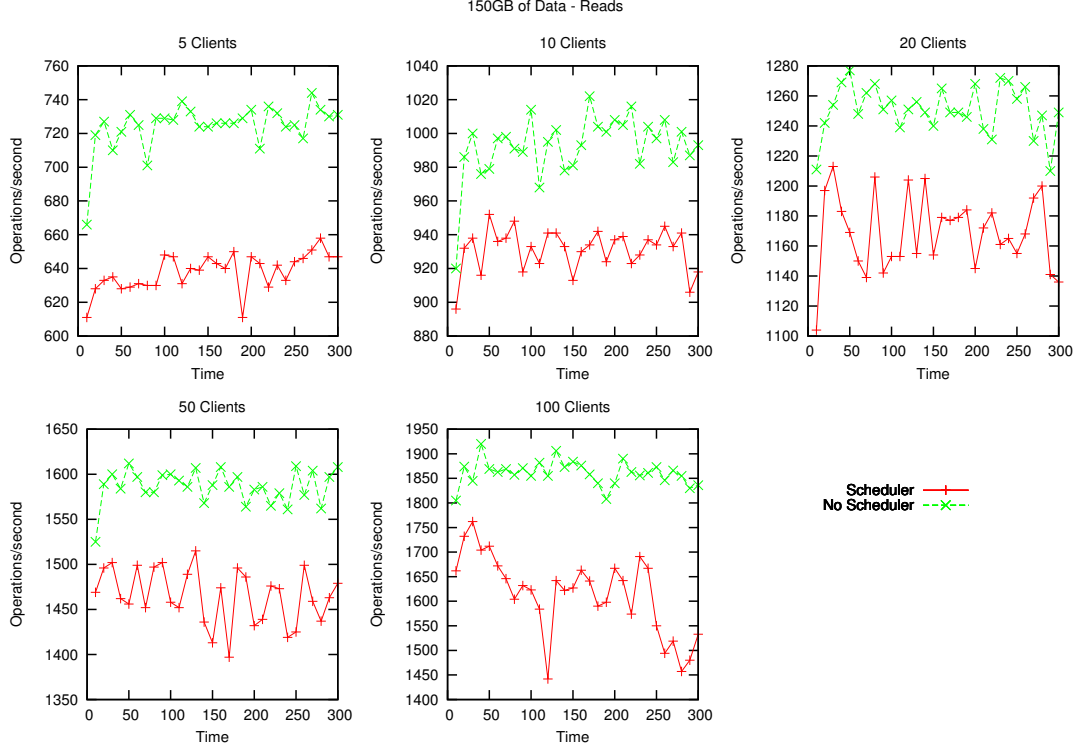 150GB of Data - Reads
5 Clients
10 Clients
20 Clients
760
740
720
700
680
660
640
620
600
Operations/second
0 50 100 150 200 250 300
Time
1040
1020
1000
980
960
940
920
900
880
Operations/second
0 50 100 150 200 250 300
Time
1280
1260
1240
1220
1200
1180
1160
1140
1120
1100
Operations/second
0 50 100 150 200 250 300
Time
50 Clients
100 Clients
1650
1600
1550
1500
1450
1400
1350
Operations/second
0 50 100 150 200 250 300
Time
1950
1900
1850
1800
1750
1700
1650
1600
1550
1500
1450
1400
Operations/second
0 50 100 150 200 250 300
Time
Scheduler
No Scheduler